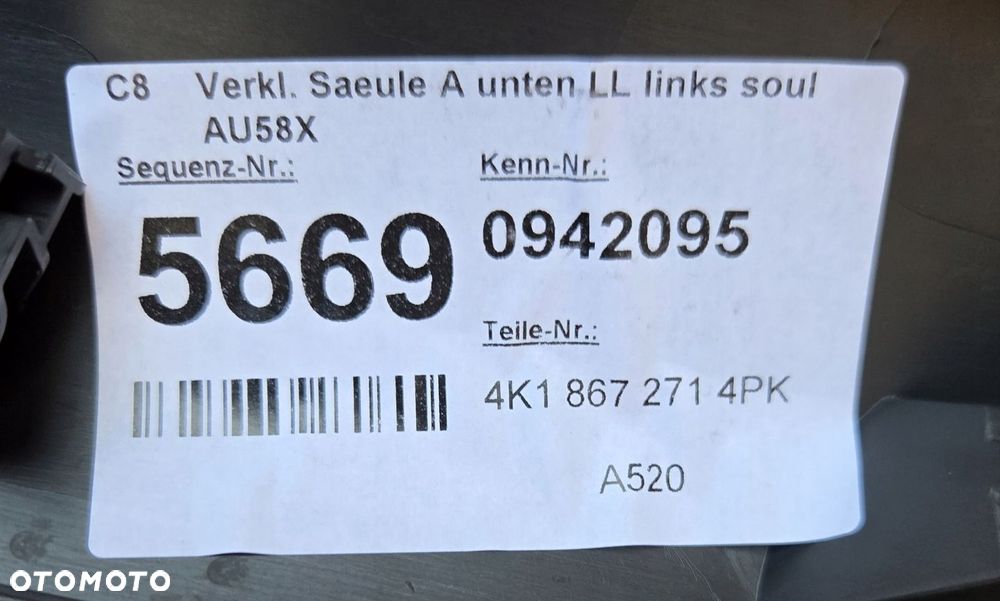 C8 Verkl. Saeule A unten LL links soul
AU58X
Sequenz-Nr.: Kenn-Nr.:
5669 0942095
Teile-Nr.:
4K1 867 271 4PK
A520
OTOMOTO